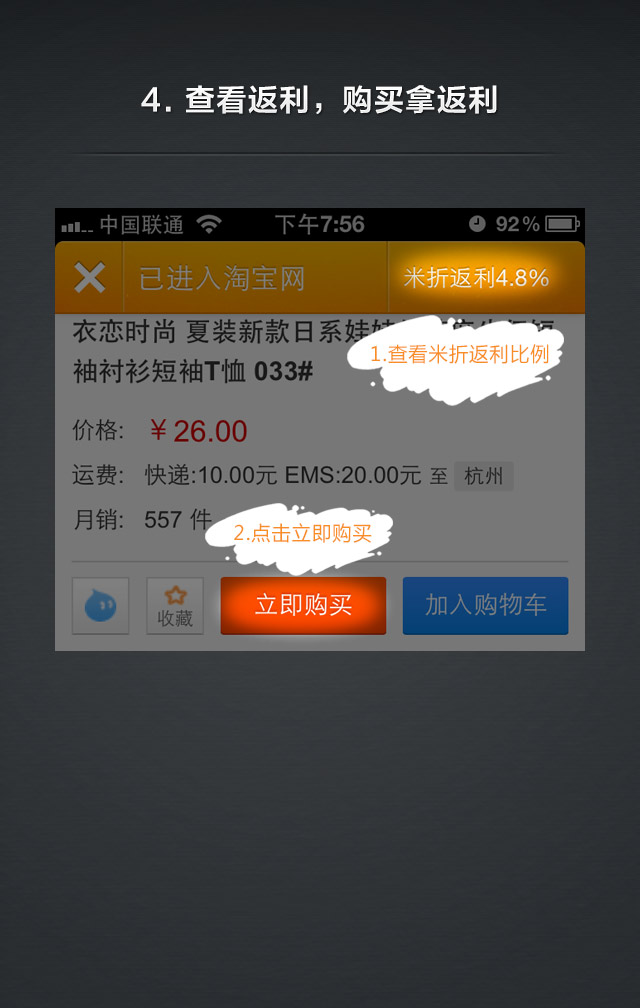 4. 查看返利，购买拿返利
中国联通 下午7:56 92%
已进入淘宝网 米折返利4.8%
衣恋时尚 夏装新款日系娃娃
1.查看米折返利比例
袖衬衫短袖T恤 033#
价格: ￥26.00
运费: 快递:10.00元 EMS:20.00元 至 杭州
月销: 557 件
2.点击立即购买
收藏 立即购买 加入购物车